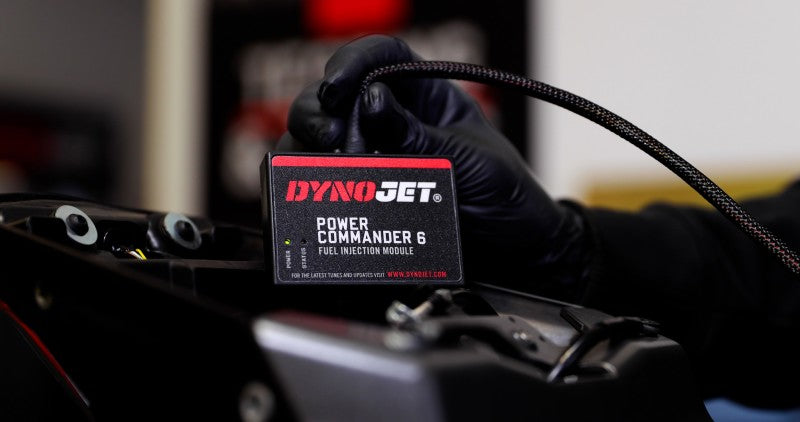 DYNOJET®
POWER
COMMANDER 6
FUEL INJECTION MODULE
POWER
STATUS
FOR THE LATEST TUNES AND UPDATES VISIT WWW.DYNOJET.COM